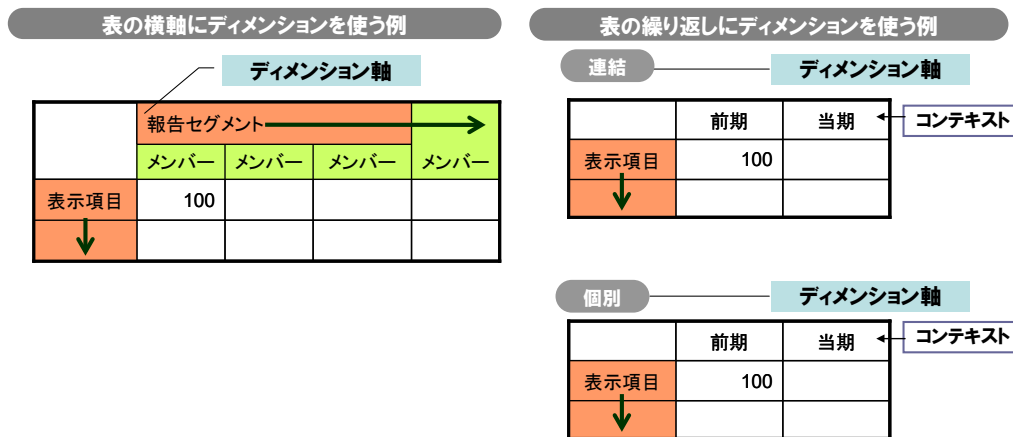 表の横軸にディメンションを使う例
ディメンション軸
報告セグメント
メンバー メンバー メンバー メンバー
表示項目 100
表の繰り返しにディメンションを使う例
連結 ディメンション軸
前期 当期 コンテキスト
表示項目 100
個別 ディメンション軸
前期 当期 コンテキスト
表示項目 100